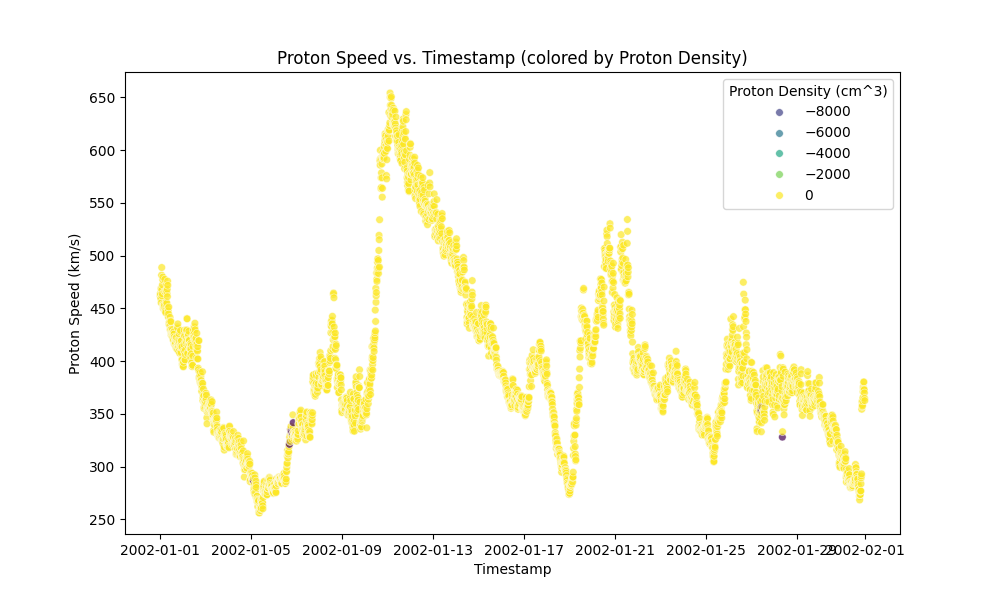 Proton Speed vs. Timestamp (colored by Proton Density)
Proton Density (cm^3)
−8000
−6000
−4000
−2000
0
650
600
550
500
450
400
350
300
250
Proton Speed (km/s)
2002-01-01 2002-01-05 2002-01-09 2002-01-13 2002-01-17 2002-01-21 2002-01-25 2002-01-29 2002-02-01
Timestamp